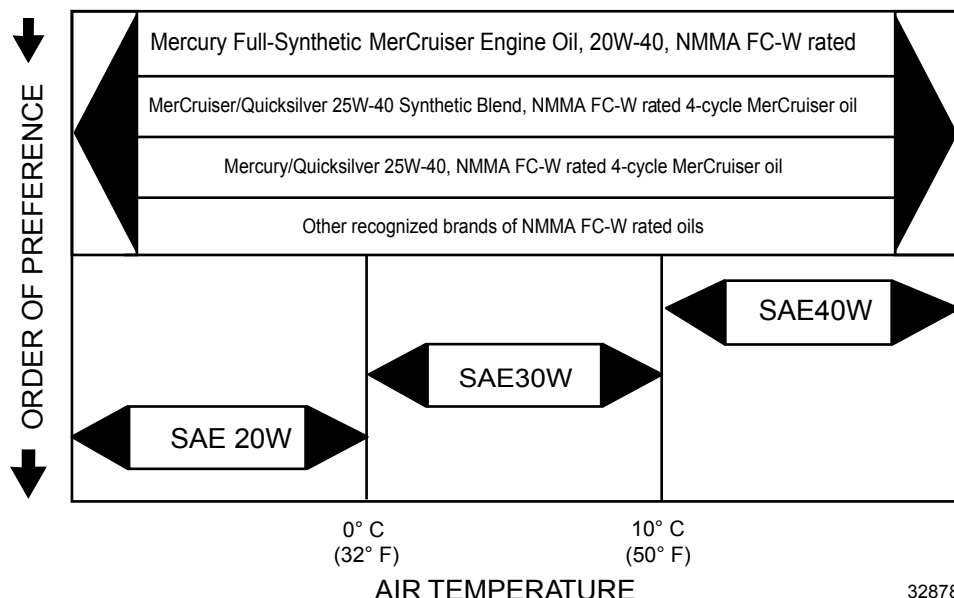 ORDER OF PREFERENCE
Mercury Full-Synthetic MerCruiser Engine Oil, 20W-40, NMMA FC-W rated
MerCruiser/Quicksilver 25W-40 Synthetic Blend, NMMA FC-W rated 4-cycle MerCruiser oil
Mercury/Quicksilver 25W-40, NMMA FC-W rated 4-cycle MerCruiser oil
Other recognized brands of NMMA FC-W rated oils
SAE40W
SAE30W
SAE 20W
0° C
(32° F)
10° C
(50° F)
AIR TEMPERATURE
32878